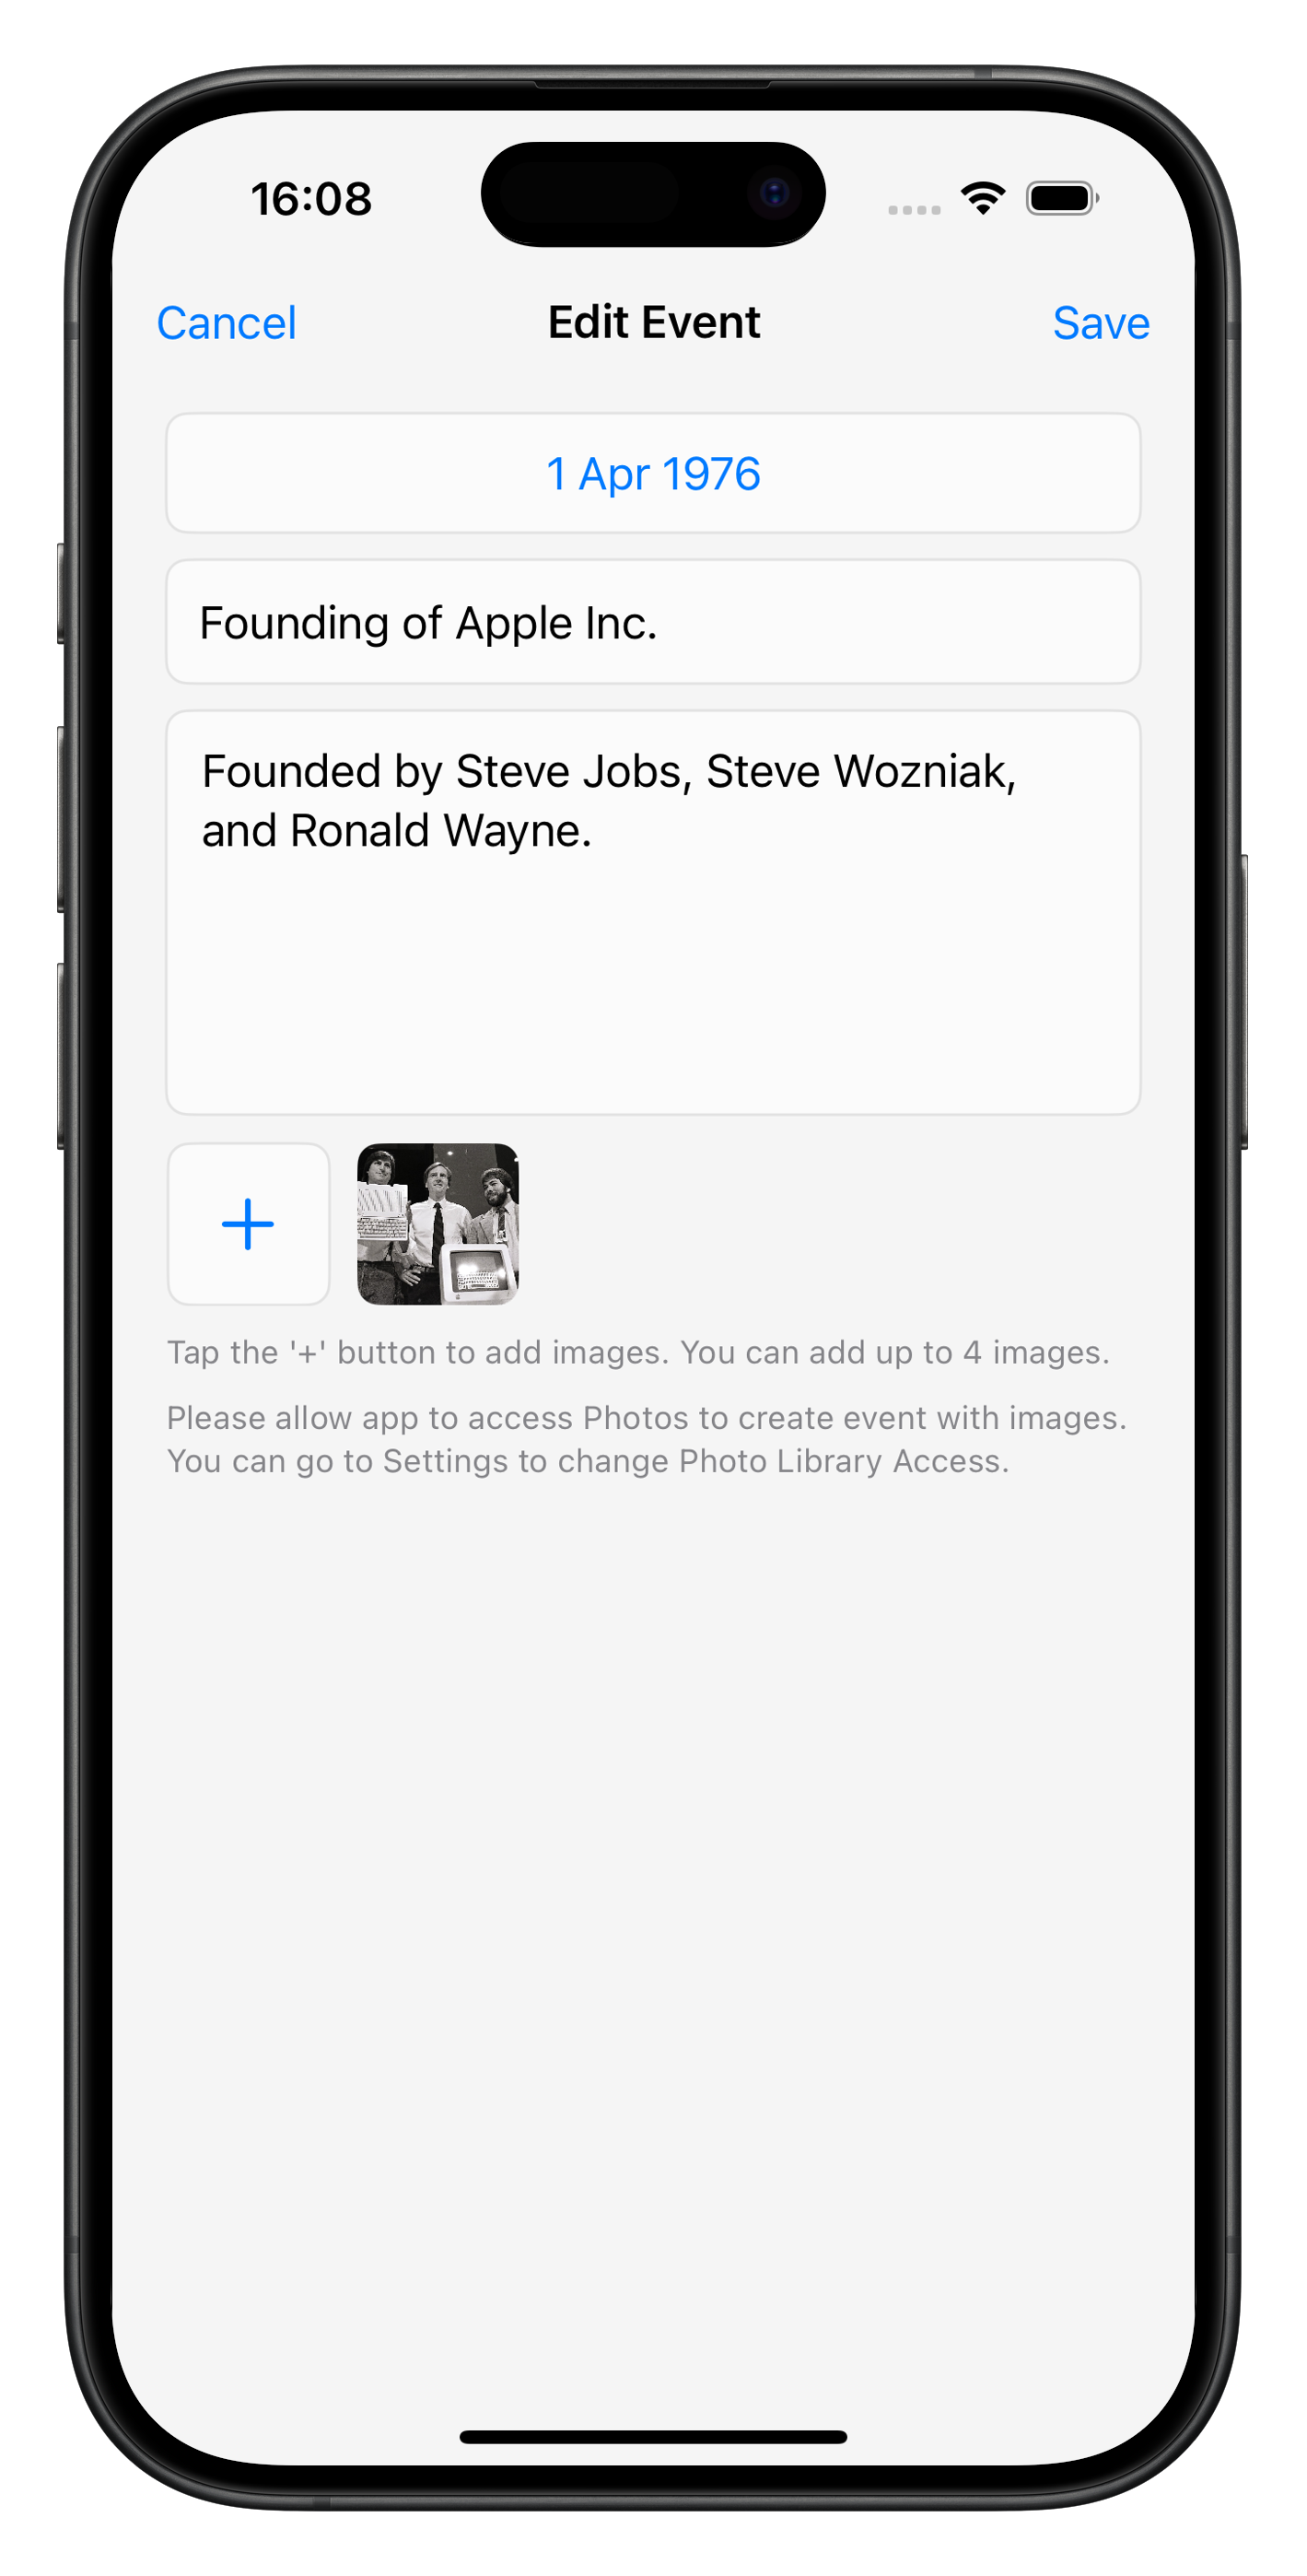 16:08
Cancel Edit Event Save
1 Apr 1976
Founding of Apple Inc.
Founded by Steve Jobs, Steve Wozniak,
and Ronald Wayne.
Tap the '+' button to add images. You can add up to 4 images.
Please allow app to access Photos to create event with images.
You can go to Settings to change Photo Library Access.